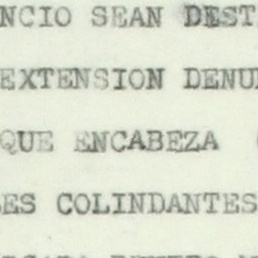 NCIO SEAN DEST
EXTENSION DENU
QUE ENCABEZA
ES COLINDANTES